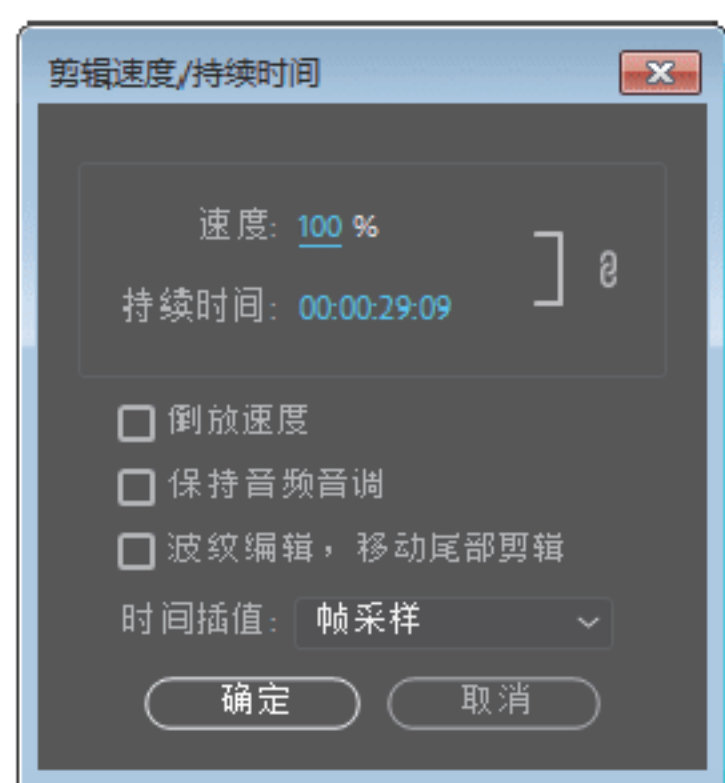 剪辑速度/持续时间
速度: 100 %
持续时间: 00:00:29:09
倒放速度
保持音频音调
波纹编辑，移动尾部剪辑
时间插值: 帧采样
确定 取消